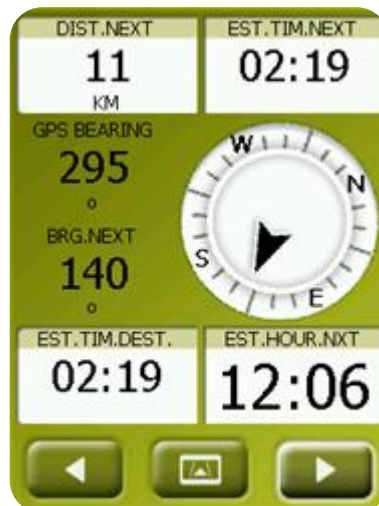 DIST.NEXT
11
KM
EST.TIM.NEXT
02:19
GPS BEARING
295
°
BRG.NEXT
140
°
W
N
S
E
EST.TIM.DEST.
02:19
EST.HOUR.NXT
12:06